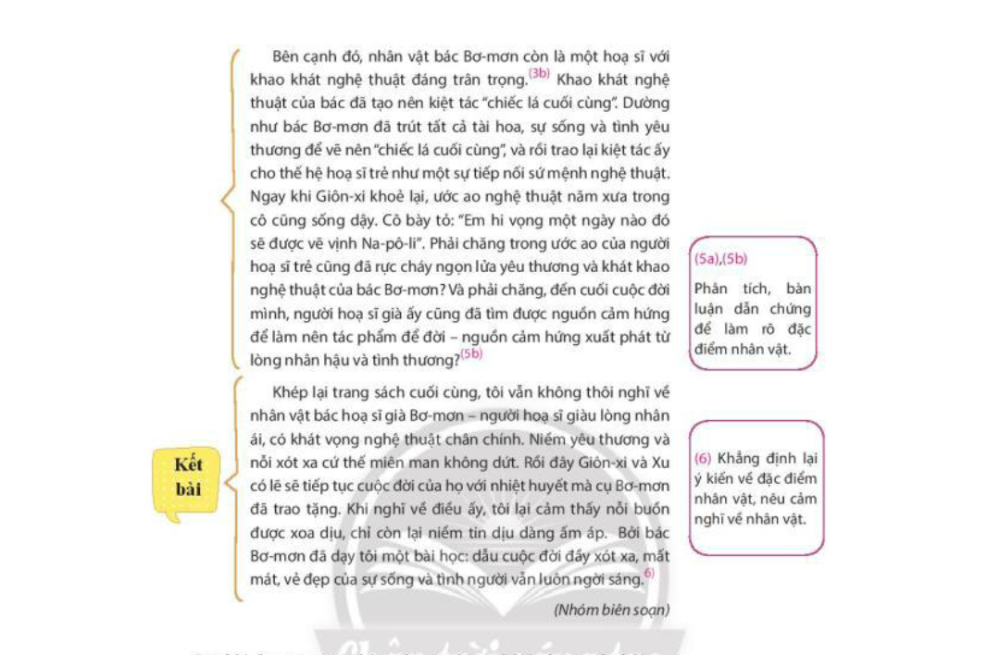 Bên cạnh đó, nhân vật bác Bơ-mơn còn là một hoạ sĩ với
khao khát nghệ thuật đáng trân trọng.(3b) Khao khát nghệ
thuật của bác đã tạo nên kiệt tác "chiếc lá cuối cùng". Dường
như bác Bơ-mơn đã trút tất cả tài hoa, sự sống và tình yêu
thương để vẽ nên "chiếc lá cuối cùng", và rồi trao lại kiệt tác ấy
cho thế hệ hoạ sĩ trẻ như một sự tiếp nối sứ mệnh nghệ thuật.
Ngay khi Giôn-xi khoẻ lại, ước ao nghệ thuật năm xưa trong
cô cũng sống dậy. Cô bày tỏ: "Em hi vọng một ngày nào đó
sẽ được vẽ vịnh Na-pô-li". Phải chăng trong ước ao của người
hoạ sĩ trẻ cũng đã rực cháy ngọn lửa yêu thương và khát khao
nghệ thuật của bác Bơ-mơn? Và phải chăng, đến cuối cuộc đời
mình, người hoạ sĩ già ấy cũng đã tìm được nguồn cảm hứng
để làm nên tác phẩm để đời – nguồn cảm hứng xuất phát từ
lòng nhân hậu và tình thương?(5b)
(5a),(5b)
Phân tích, bàn
luận dẫn chứng
để làm rõ đặc
điểm nhân vật.
Kết
bài
Khép lại trang sách cuối cùng, tôi vẫn không thôi nghĩ về
nhân vật bác hoạ sĩ già Bơ-mơn – người hoạ sĩ giàu lòng nhân
ái, có khát vọng nghệ thuật chân chính. Niềm yêu thương và
nỗi xót xa cứ thế miên man không dứt. Rồi đây Giôn-xi và Xu
có lẽ sẽ tiếp tục cuộc đời của họ với nhiệt huyết mà cụ Bơ-mơn
đã trao tặng. Khi nghĩ về điều ấy, tôi lại cảm thấy nỗi buồn
được xoa dịu, chỉ còn lại niềm tin dịu dàng ấm áp. Bởi bác
Bơ-mơn đã dạy tôi một bài học: dẫu cuộc đời đầy xót xa, mất
mát, vẻ đẹp của sự sống và tình người vẫn luôn ngời sáng.6)
(Nhóm biên soạn)
(6) Khẳng định lại
ý kiến về đặc điểm
nhân vật, nêu cảm
nghĩ về nhân vật.